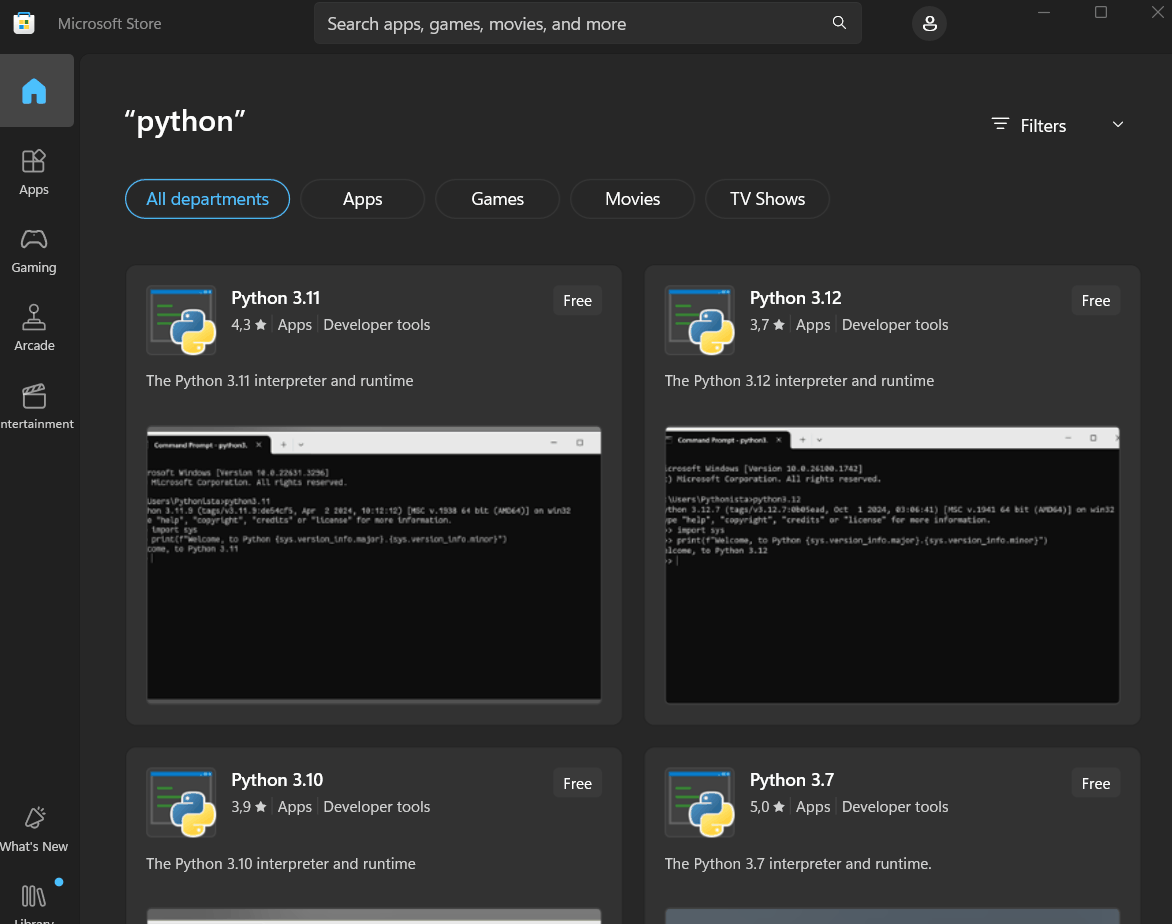 Microsoft Store
Search apps, games, movies, and more
Apps
Gaming
Arcade
ntertainment
What's New
Library
“python”
Filters
All departments
Apps
Games
Movies
TV Shows
Python 3.11
Free
4,3 ★ Apps Developer tools
The Python 3.11 interpreter and runtime
Command Prompt - python3.
rosoft Windows [Version 10.0.22631.3296]
Microsoft Corporation. All rights reserved.
Users\Pythonista>python3.11
hon 3.11.9 (tags/v3.11.9:de54cf5, Apr 2 2024, 10:12:12) [MSC v.1938 64 bit (AMD64)] on win32
e "help", "copyright", "credits" or "license" for more information.
import sys
print(f"Welcome, to Python {sys.version_info.major}.{sys.version_info.minor}")
come, to Python 3.11
Python 3.12
Free
3,7 ★ Apps Developer tools
The Python 3.12 interpreter and runtime
Command Prompt - python3.
crosoft Windows [Version 10.0.26100.1742]
) Microsoft Corporation. All rights reserved.
\Users\Pythonista>python3.12
ython 3.12.7 (tags/v3.12.7:0b05ead, Oct 1 2024, 03:06:41) [MSC v.1941 64 bit (AMD64)] on win32
pe "help", "copyright", "credits" or "license" for more information.
> import sys
> print(f"Welcome, to Python {sys.version_info.major}.{sys.version_info.minor}")
lcome, to Python 3.12
>
Python 3.10
Free
3,9 ★ Apps Developer tools
The Python 3.10 interpreter and runtime
Python 3.7
Free
5,0 ★ Apps Developer tools
The Python 3.7 interpreter and runtime.